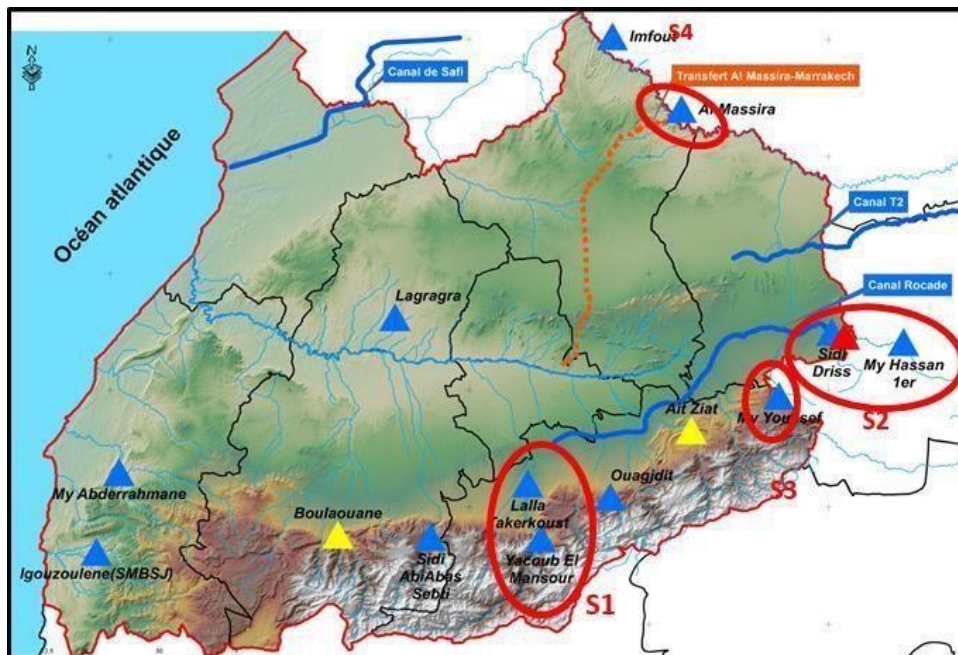 Imfout
S4
Canal de Safi
Transfert Al Massira-Marrakech
Al Massira
N
Océan atlantique
Canal T2
Canal Rocade
Lagragra
Sidi
Driss
My Hassan
1er
S2
My Youssef
Ait Ziat
S3
Ouagjdit
Lalla
Takerkoust
My Abderrahmane
Boulaouane
Igouzoulene(SMBSJ)
Sidi
AbiAbas
Sebti
Yacoub El
Mansour
S1